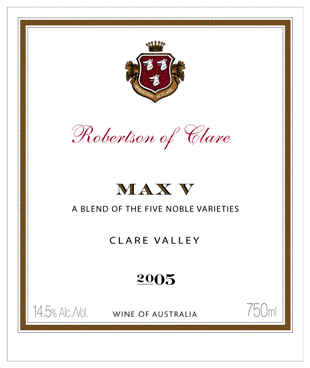 Robertson of Clare
MAX V
A BLEND OF THE FIVE NOBLE VARIETIES
CLARE VALLEY
2005
14.5% Alc./Vol.
WINE OF AUSTRALIA
750ml